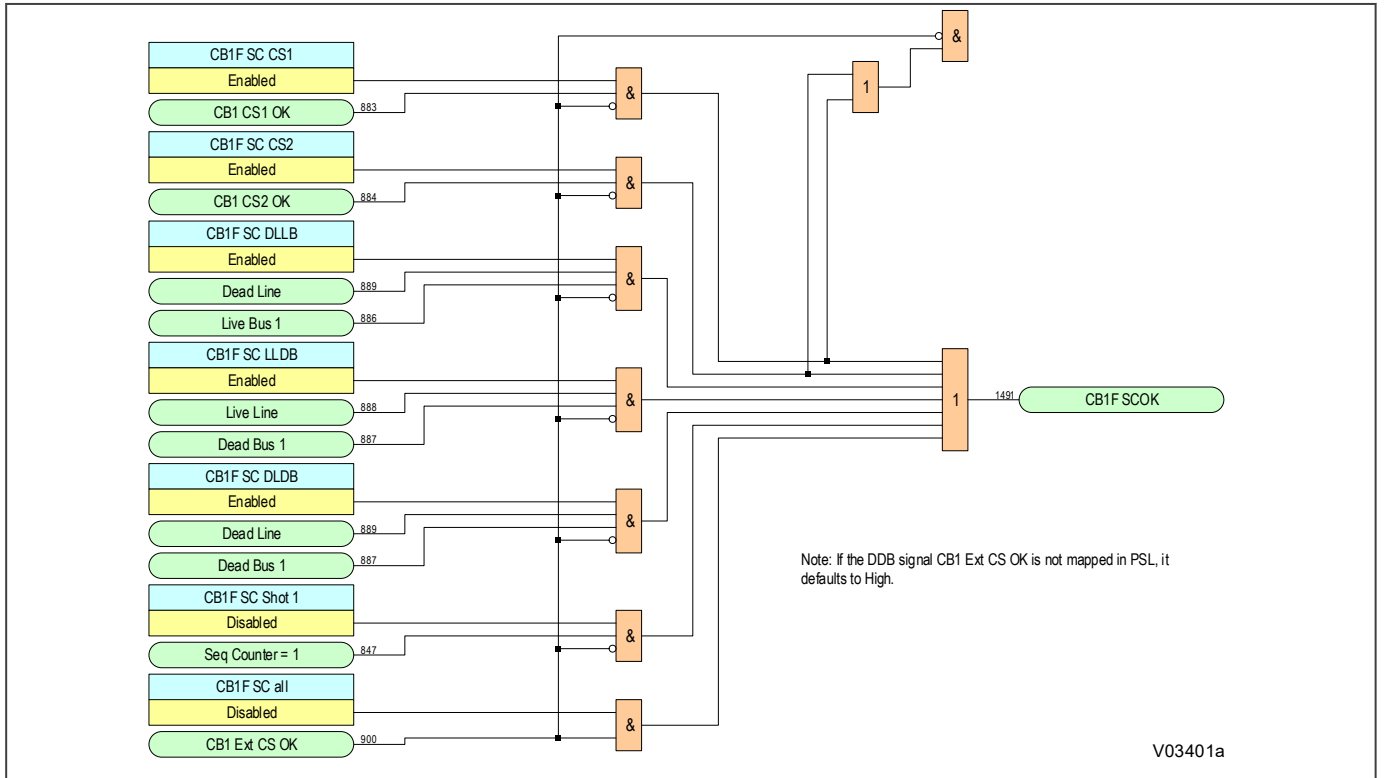 CB1F SC CS1
Enabled
CB1 CS1 OK
883
CB1F SC CS2
Enabled
CB1 CS2 OK
884
CB1F SC DLLB
Enabled
Dead Line
889
Live Bus 1
886
CB1F SC LLDB
Enabled
Live Line
888
Dead Bus 1
887
CB1F SC DLDB
Enabled
Dead Line
889
Dead Bus 1
887
CB1F SC Shot 1
Disabled
Seq Counter = 1
847
CB1F SC all
Disabled
CB1 Ext CS OK
900
&
&
&
&
&
&
&
1
&
1
1491
CB1F SCOK
Note: If the DDB signal CB1 Ext CS OK is not mapped in PSL, it
defaults to High.
V03401a